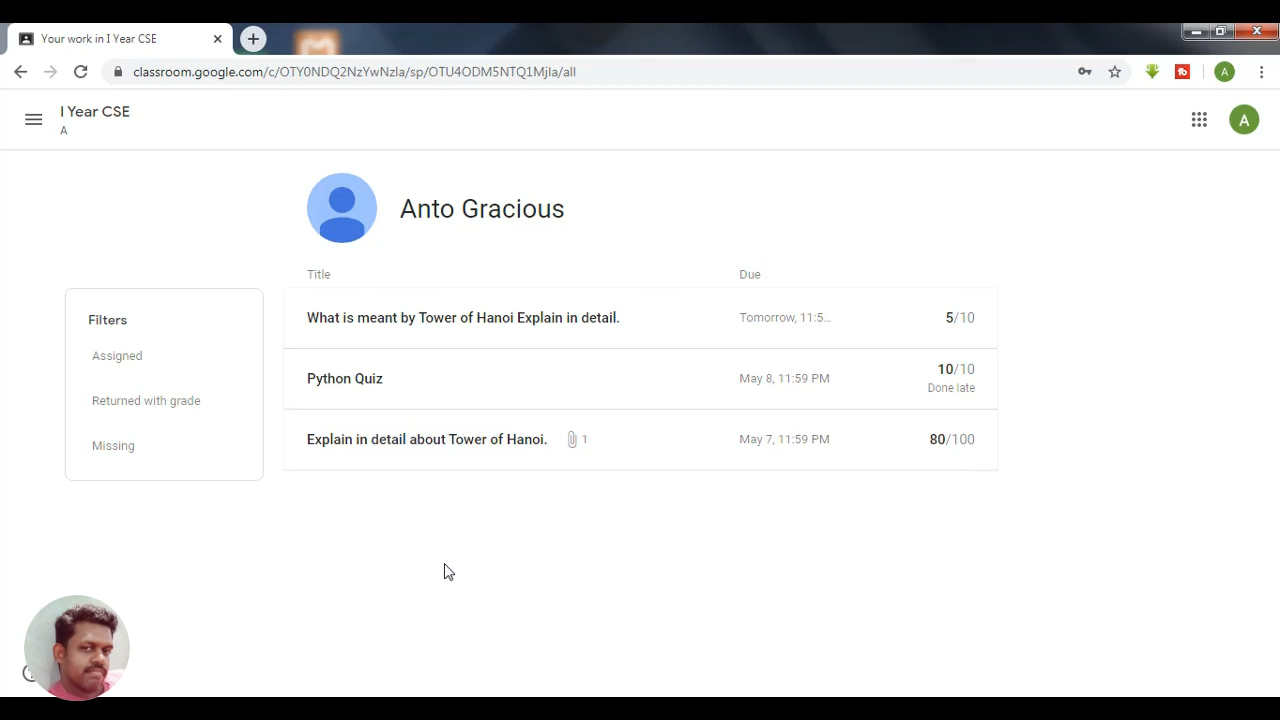 Your work in I Year CSE
classroom.google.com/c/OTY0NDQ2NzYwNzla/sp/OTU4ODM5NTQ1Mjla/all
A
I Year CSE
A
A
Anto Gracious
Title Due
Filters
Assigned
Returned with grade
Missing
What is meant by Tower of Hanoi Explain in detail. Tomorrow, 11:5... 5/10
Python Quiz May 8, 11:59 PM 10/10
Done late
Explain in detail about Tower of Hanoi. 1 May 7, 11:59 PM 80/100